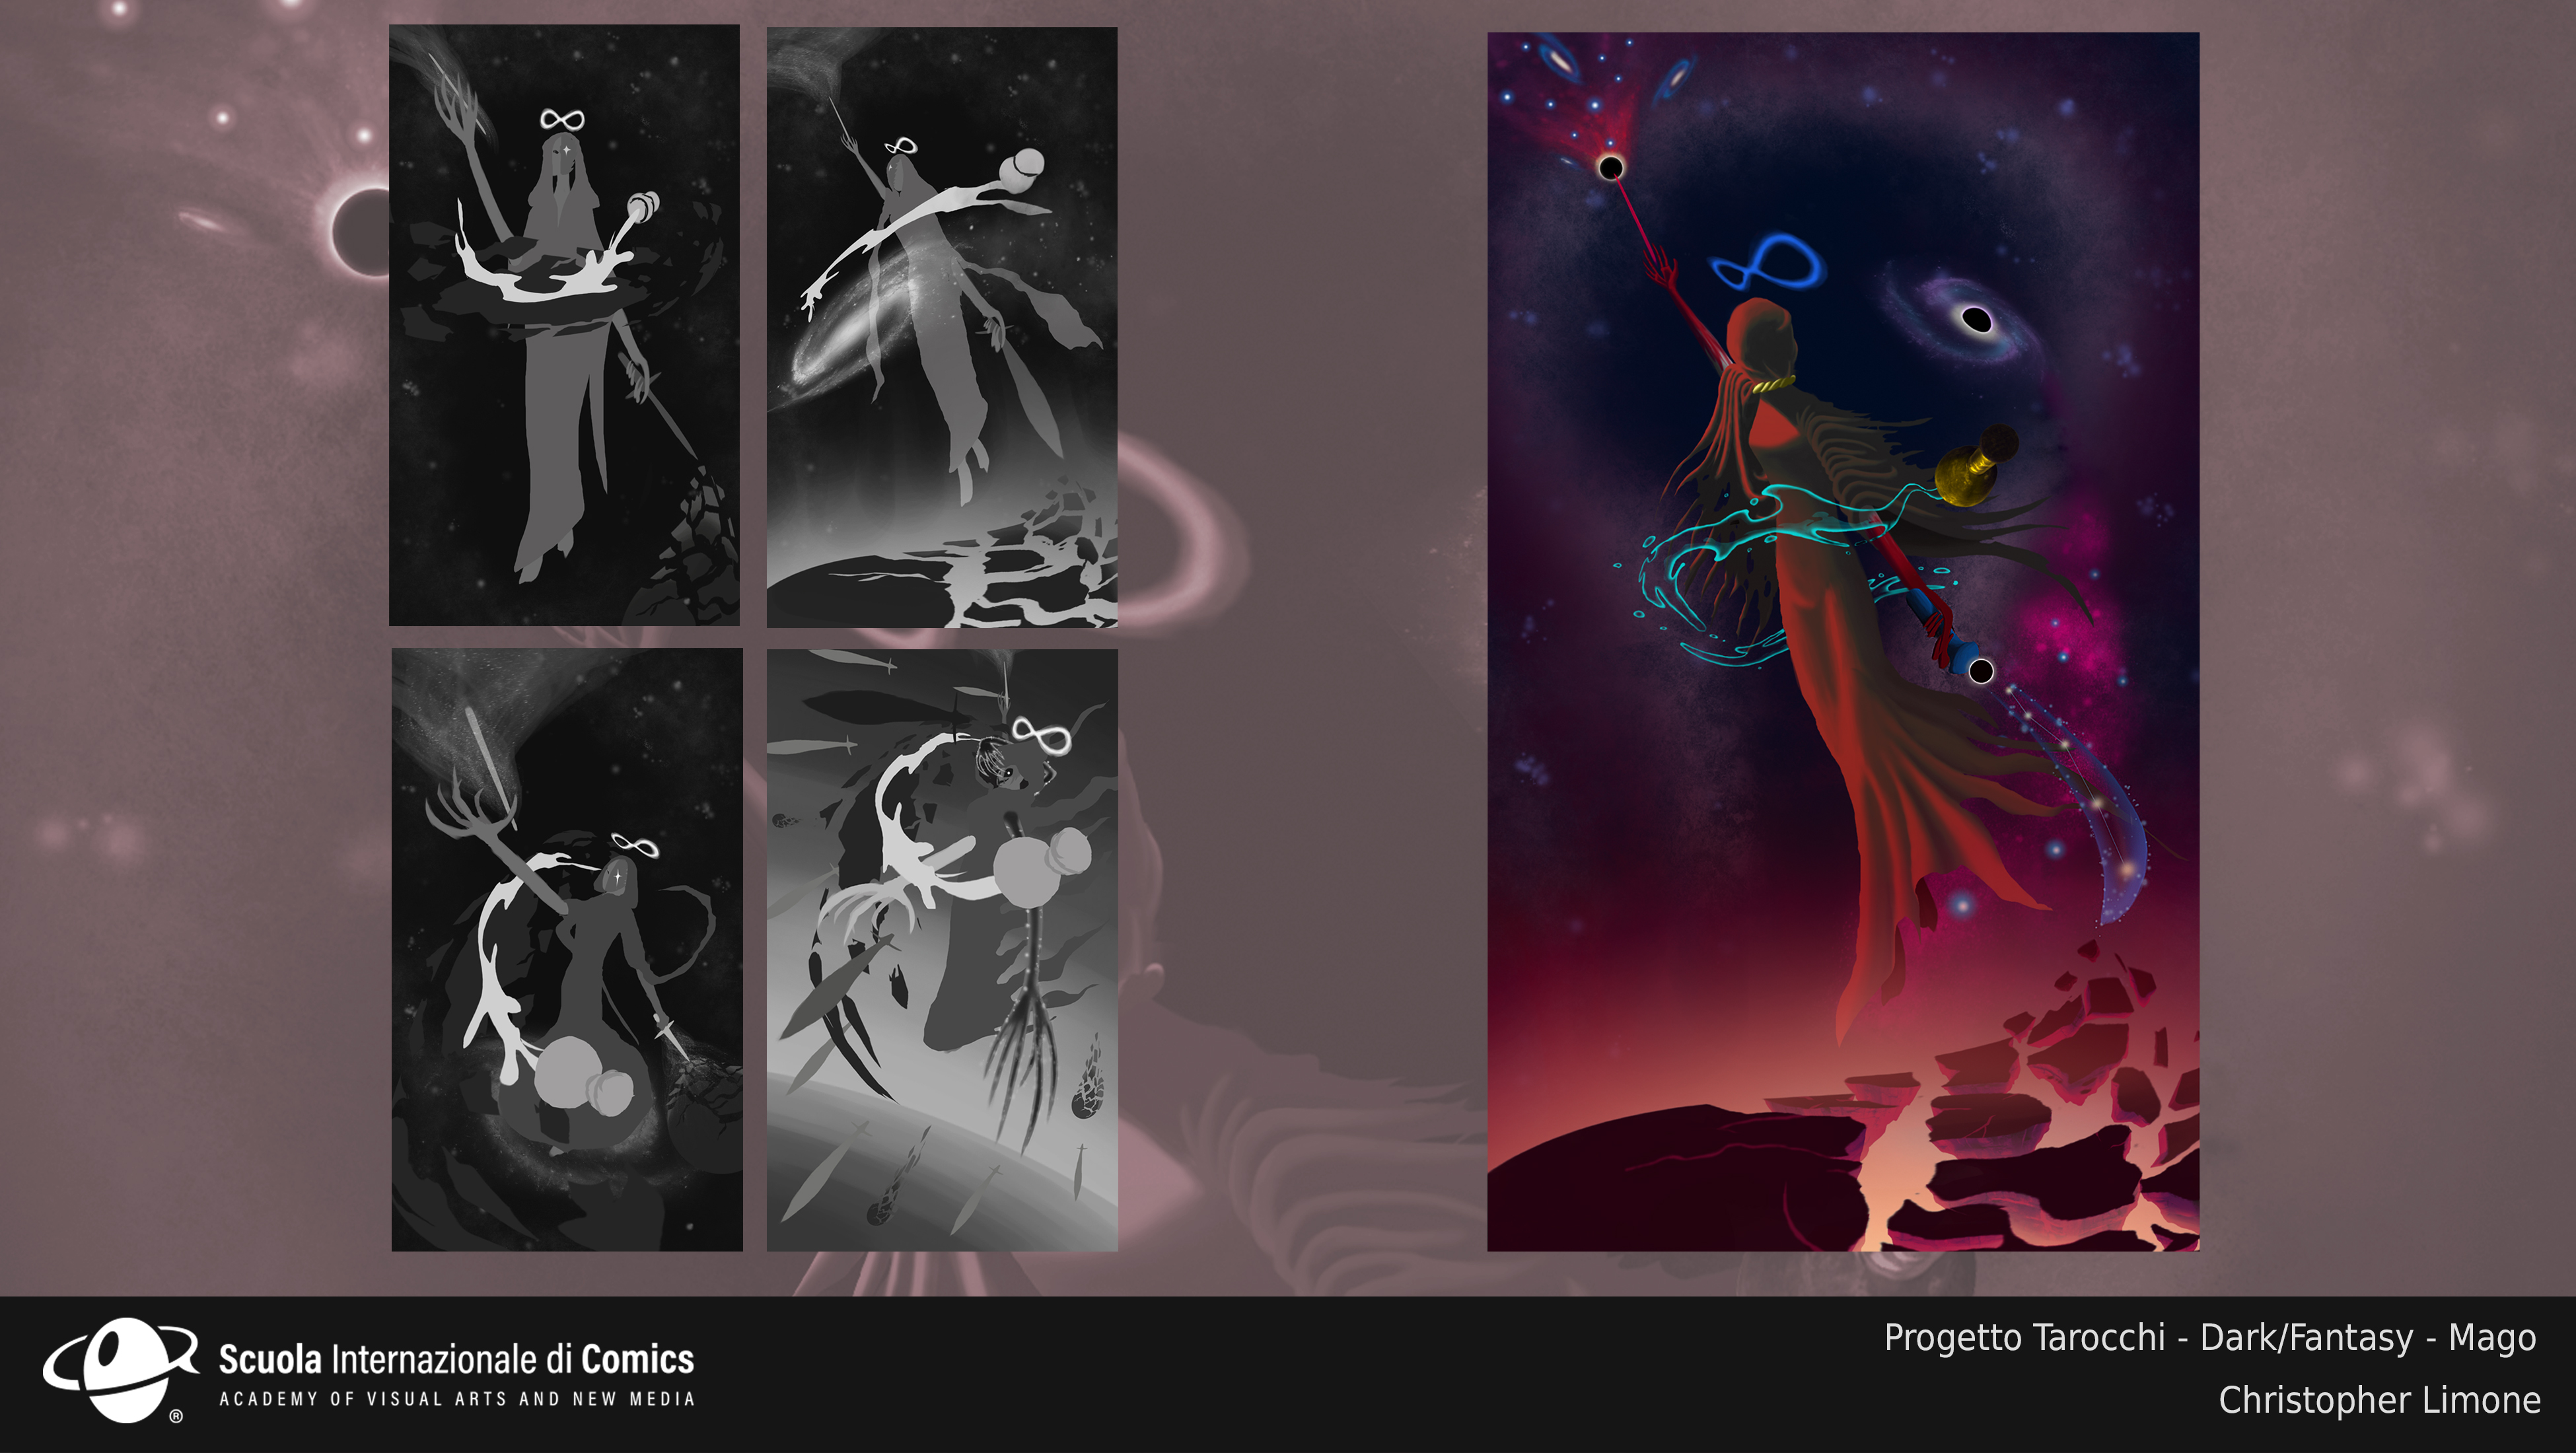 Scuola Internazionale di Comics
ACADEMY OF VISUAL ARTS AND NEW MEDIA
®
Progetto Tarocchi - Dark/Fantasy - Mago
Christopher Limone